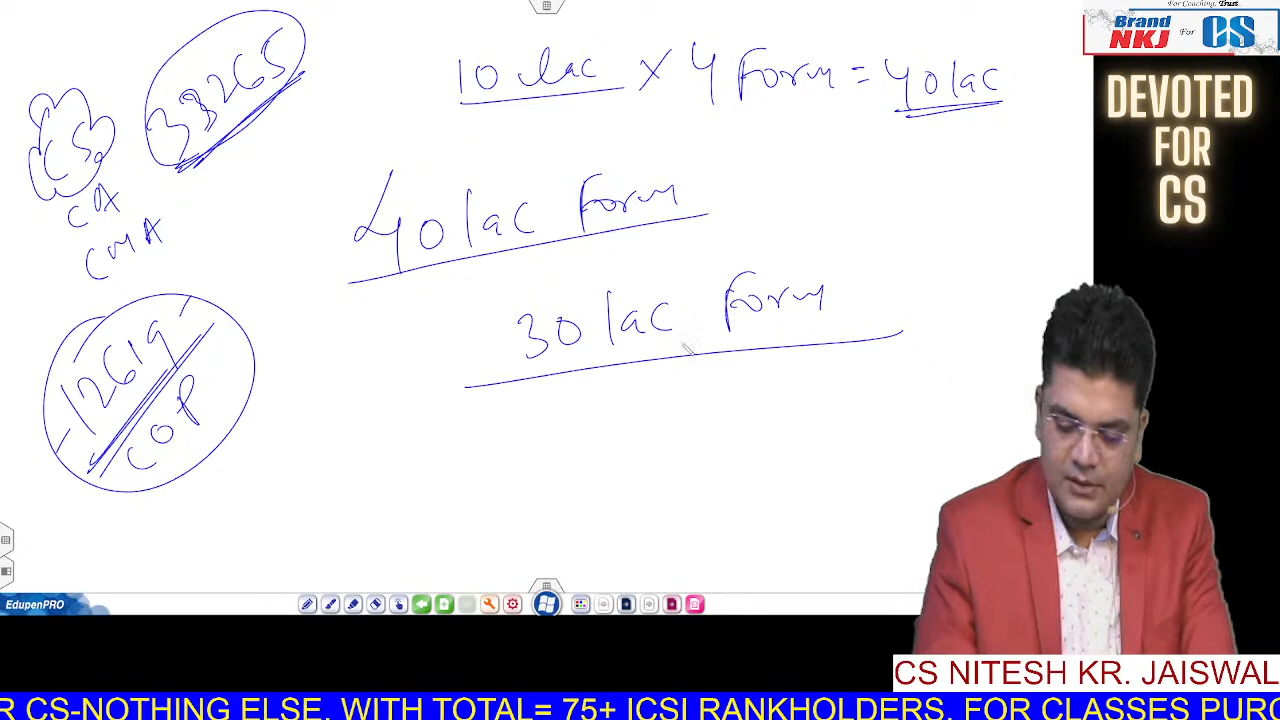 For Coaching, Trust
Brand
NKJ
For
CS
10 lac x 4 Form = 40 lac
38265
CS
CA
CMA
40 lac Form
30 lac Form
12619
COP
DEVOTED
FOR
CS
EdupenPRO
CS NITESH KR. JAISWAL
R CS-NOTHING ELSE, WITH TOTAL= 75+ ICSI RANKHOLDERS. FOR CLASSES PURC